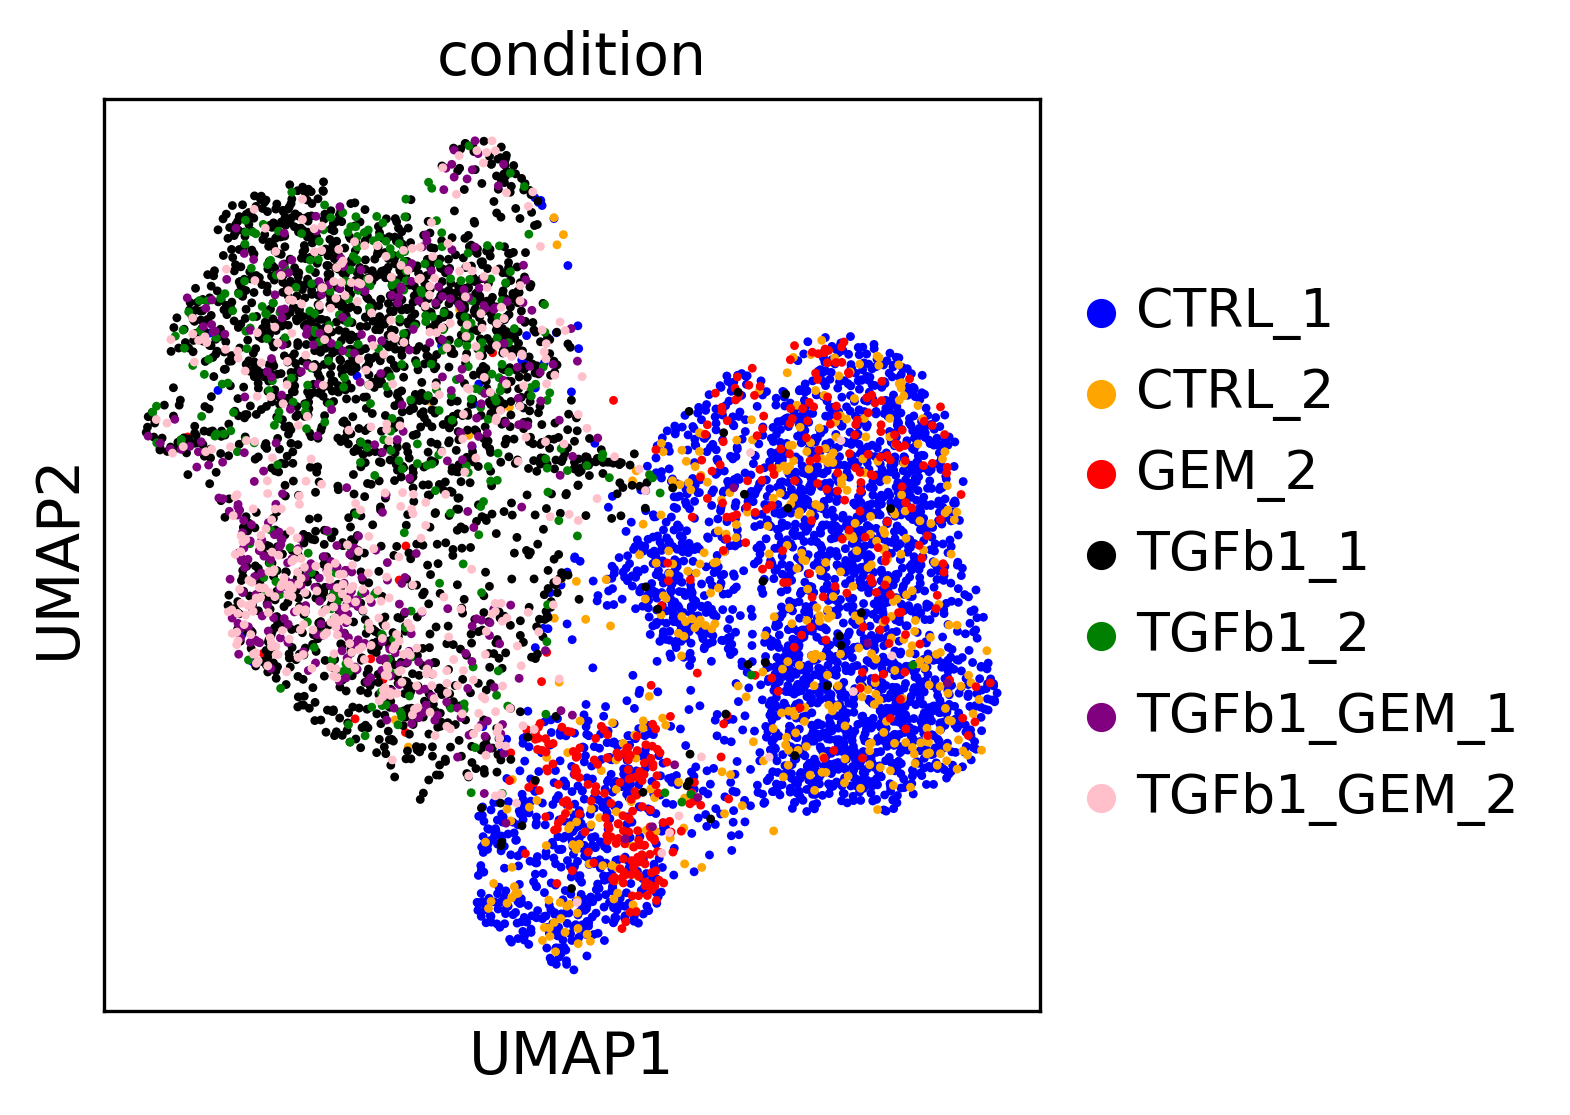 condition
UMAP2
UMAP1
CTRL_1
CTRL_2
GEM_2
TGFb1_1
TGFb1_2
TGFb1_GEM_1
TGFb1_GEM_2